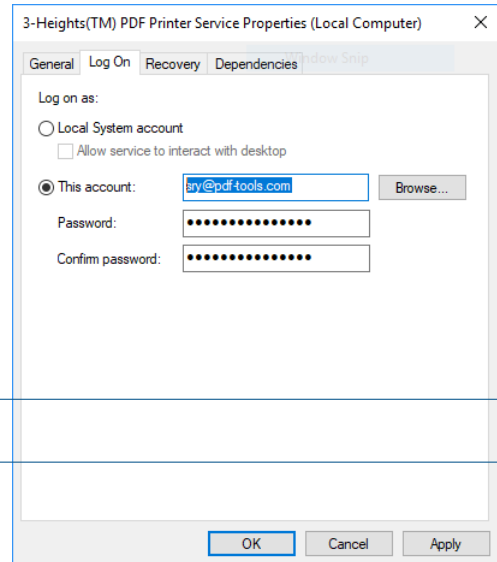 3-Heights(TM) PDF Printer Service Properties (Local Computer)
General Log On Recovery Dependencies
Window Snip
Log on as:
Local System account
Allow service to interact with desktop
This account: sry@pdf-tools.com Browse...
Password: •••••••••••••••
Confirm password: •••••••••••••••
OK Cancel Apply